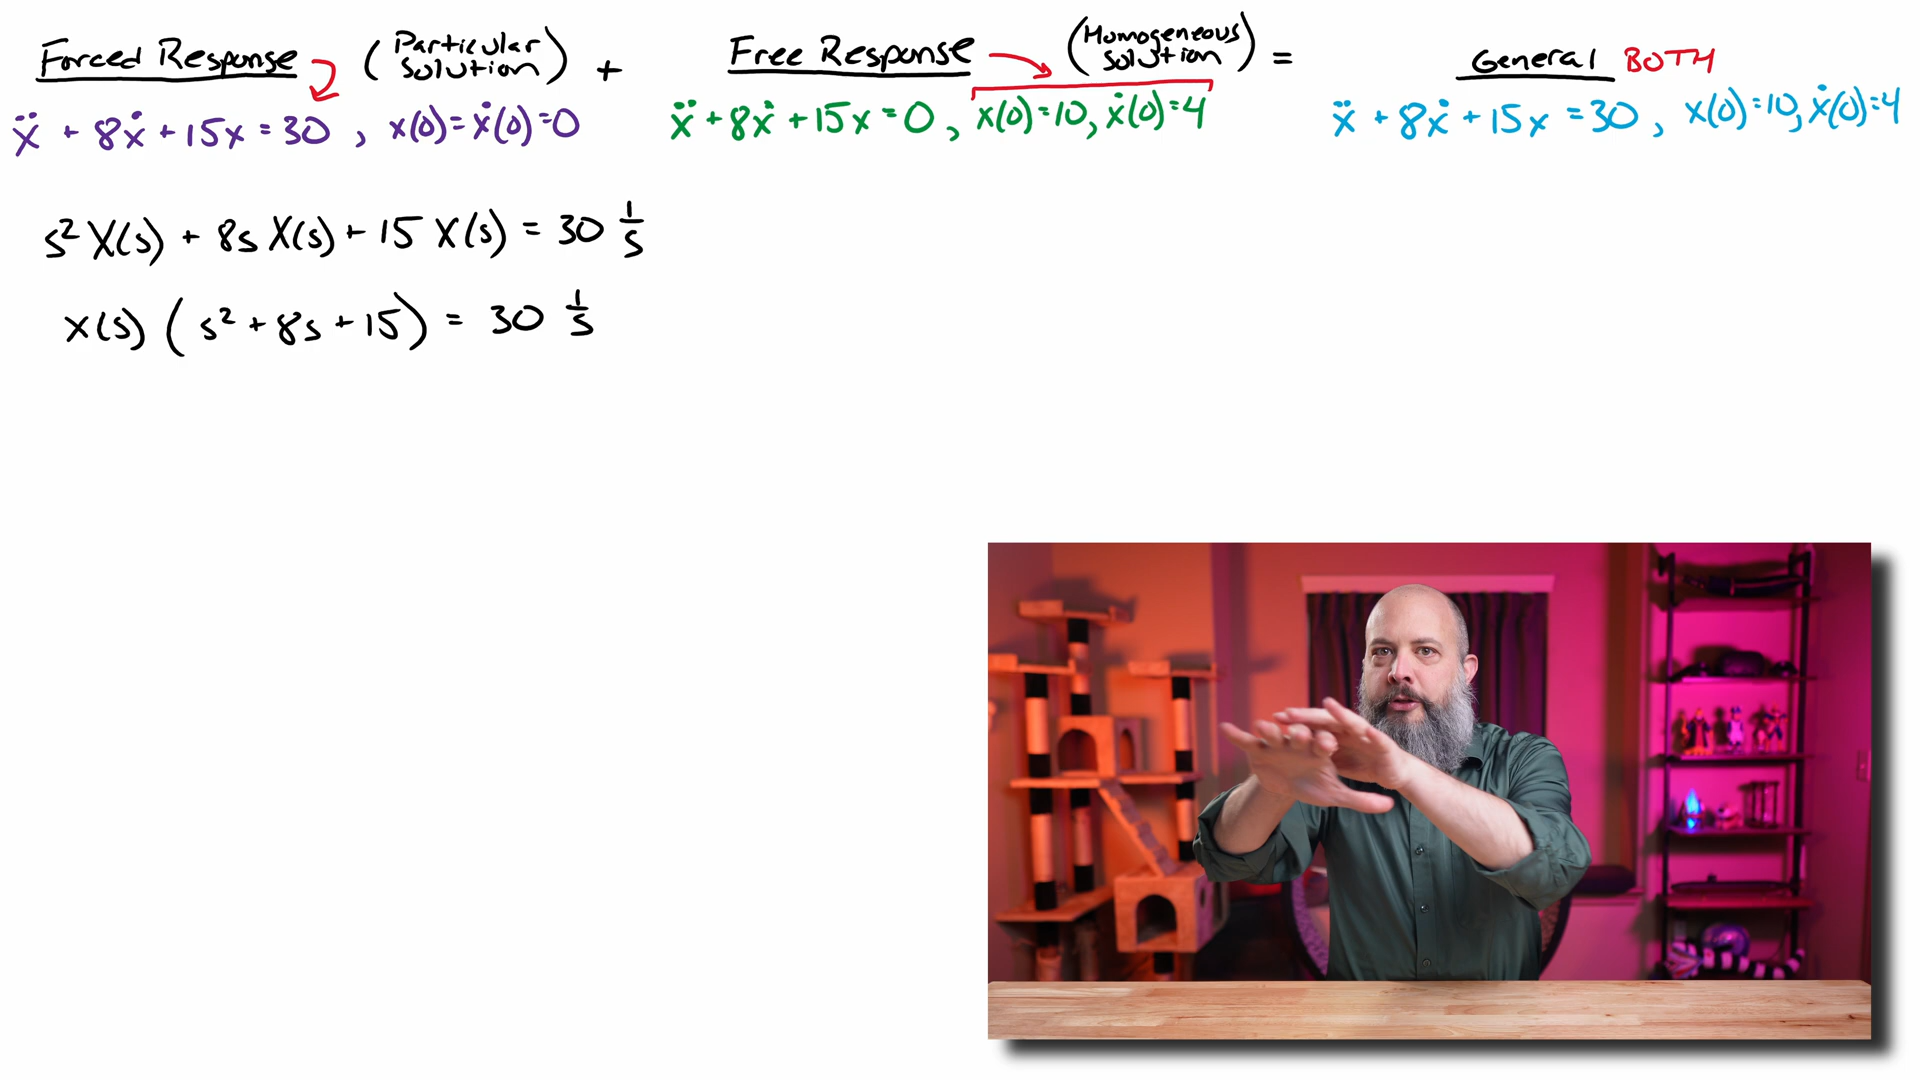 Forced Response (Particular Solution) +
ẍ + 8ẋ + 15x = 30 , x(0) = ẋ(0) = 0
s² X(s) + 8s X(s) + 15 X(s) = 30 1/s
x(s) ( s² + 8s + 15 ) = 30 1/s
Free Response (Homogeneous Solution) =
ẍ + 8ẋ + 15x = 0 , x(0) = 10, ẋ(0) = 4
General BOTH
ẍ + 8ẋ + 15x = 30 , x(0) = 10, ẋ(0) = 4